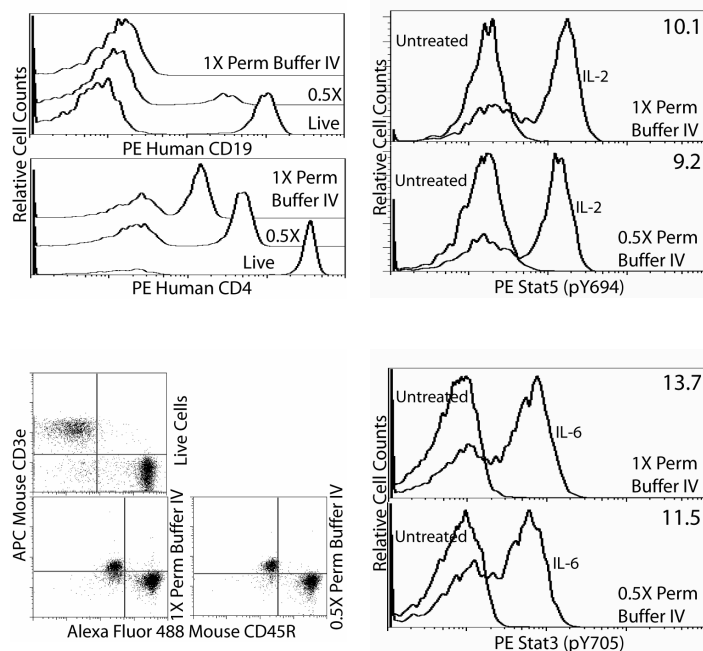 Relative Cell Counts
1X Perm Buffer IV
0.5X
Live
PE Human CD19
1X Perm
Buffer IV
0.5X
Live
PE Human CD4
Relative Cell Counts
10.1
Untreated
IL-2
1X Perm
Buffer IV
9.2
Untreated
IL-2
0.5X Perm
Buffer IV
PE Stat5 (pY694)
APC Mouse CD3e
Live Cells
1X Perm Buffer IV
0.5X Perm Buffer IV
Alexa Fluor 488 Mouse CD45R
Relative Cell Counts
13.7
Untreated
IL-6
1X Perm
Buffer IV
11.5
Untreated
IL-6
0.5X Perm
Buffer IV
PE Stat3 (pY705)